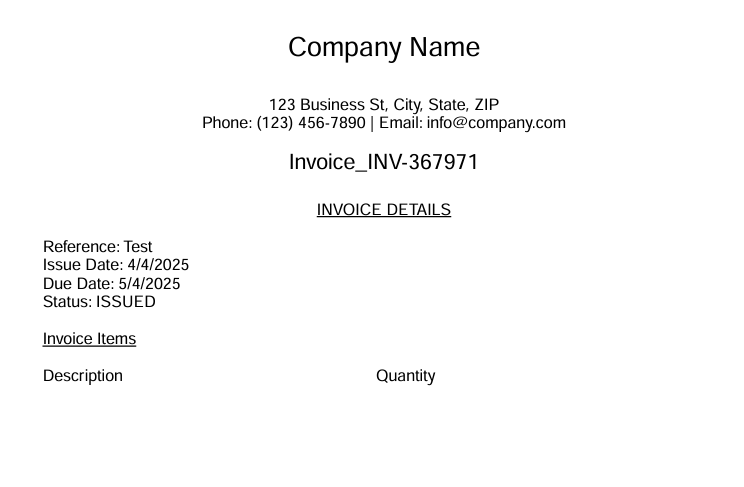 Company Name
123 Business St, City, State, ZIP
Phone: (123) 456-7890 | Email: info@company.com
Invoice_INV-367971
INVOICE DETAILS
Reference: Test
Issue Date: 4/4/2025
Due Date: 5/4/2025
Status: ISSUED
Invoice Items
Description Quantity